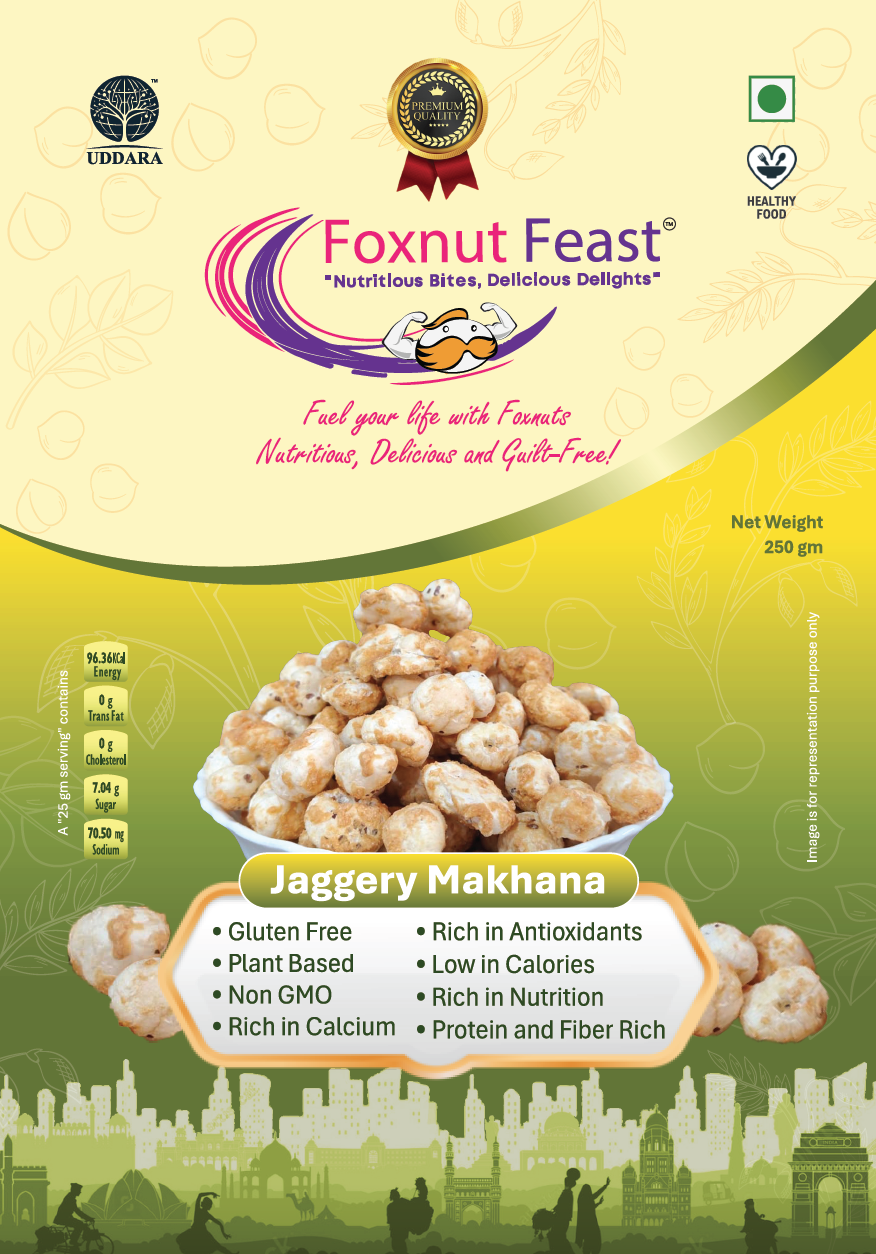 UDDARA
TM
PREMIUM
QUALITY
HEALTHY
FOOD
Foxnut Feast TM
"Nutritious Bites, Delicious Delights"
Fuel your life with Foxnuts
Nutritious, Delicious and Guilt-Free!
Net Weight
250 gm
A "25 gm serving" contains
96.36KCal
Energy
0 g
Trans Fat
0 g
Cholesterol
7.04 g
Sugar
70.50 mg
Sodium
Image is for representation purpose only
Jaggery Makhana
• Gluten Free
• Plant Based
• Non GMO
• Rich in Calcium
• Rich in Antioxidants
• Low in Calories
• Rich in Nutrition
• Protein and Fiber Rich